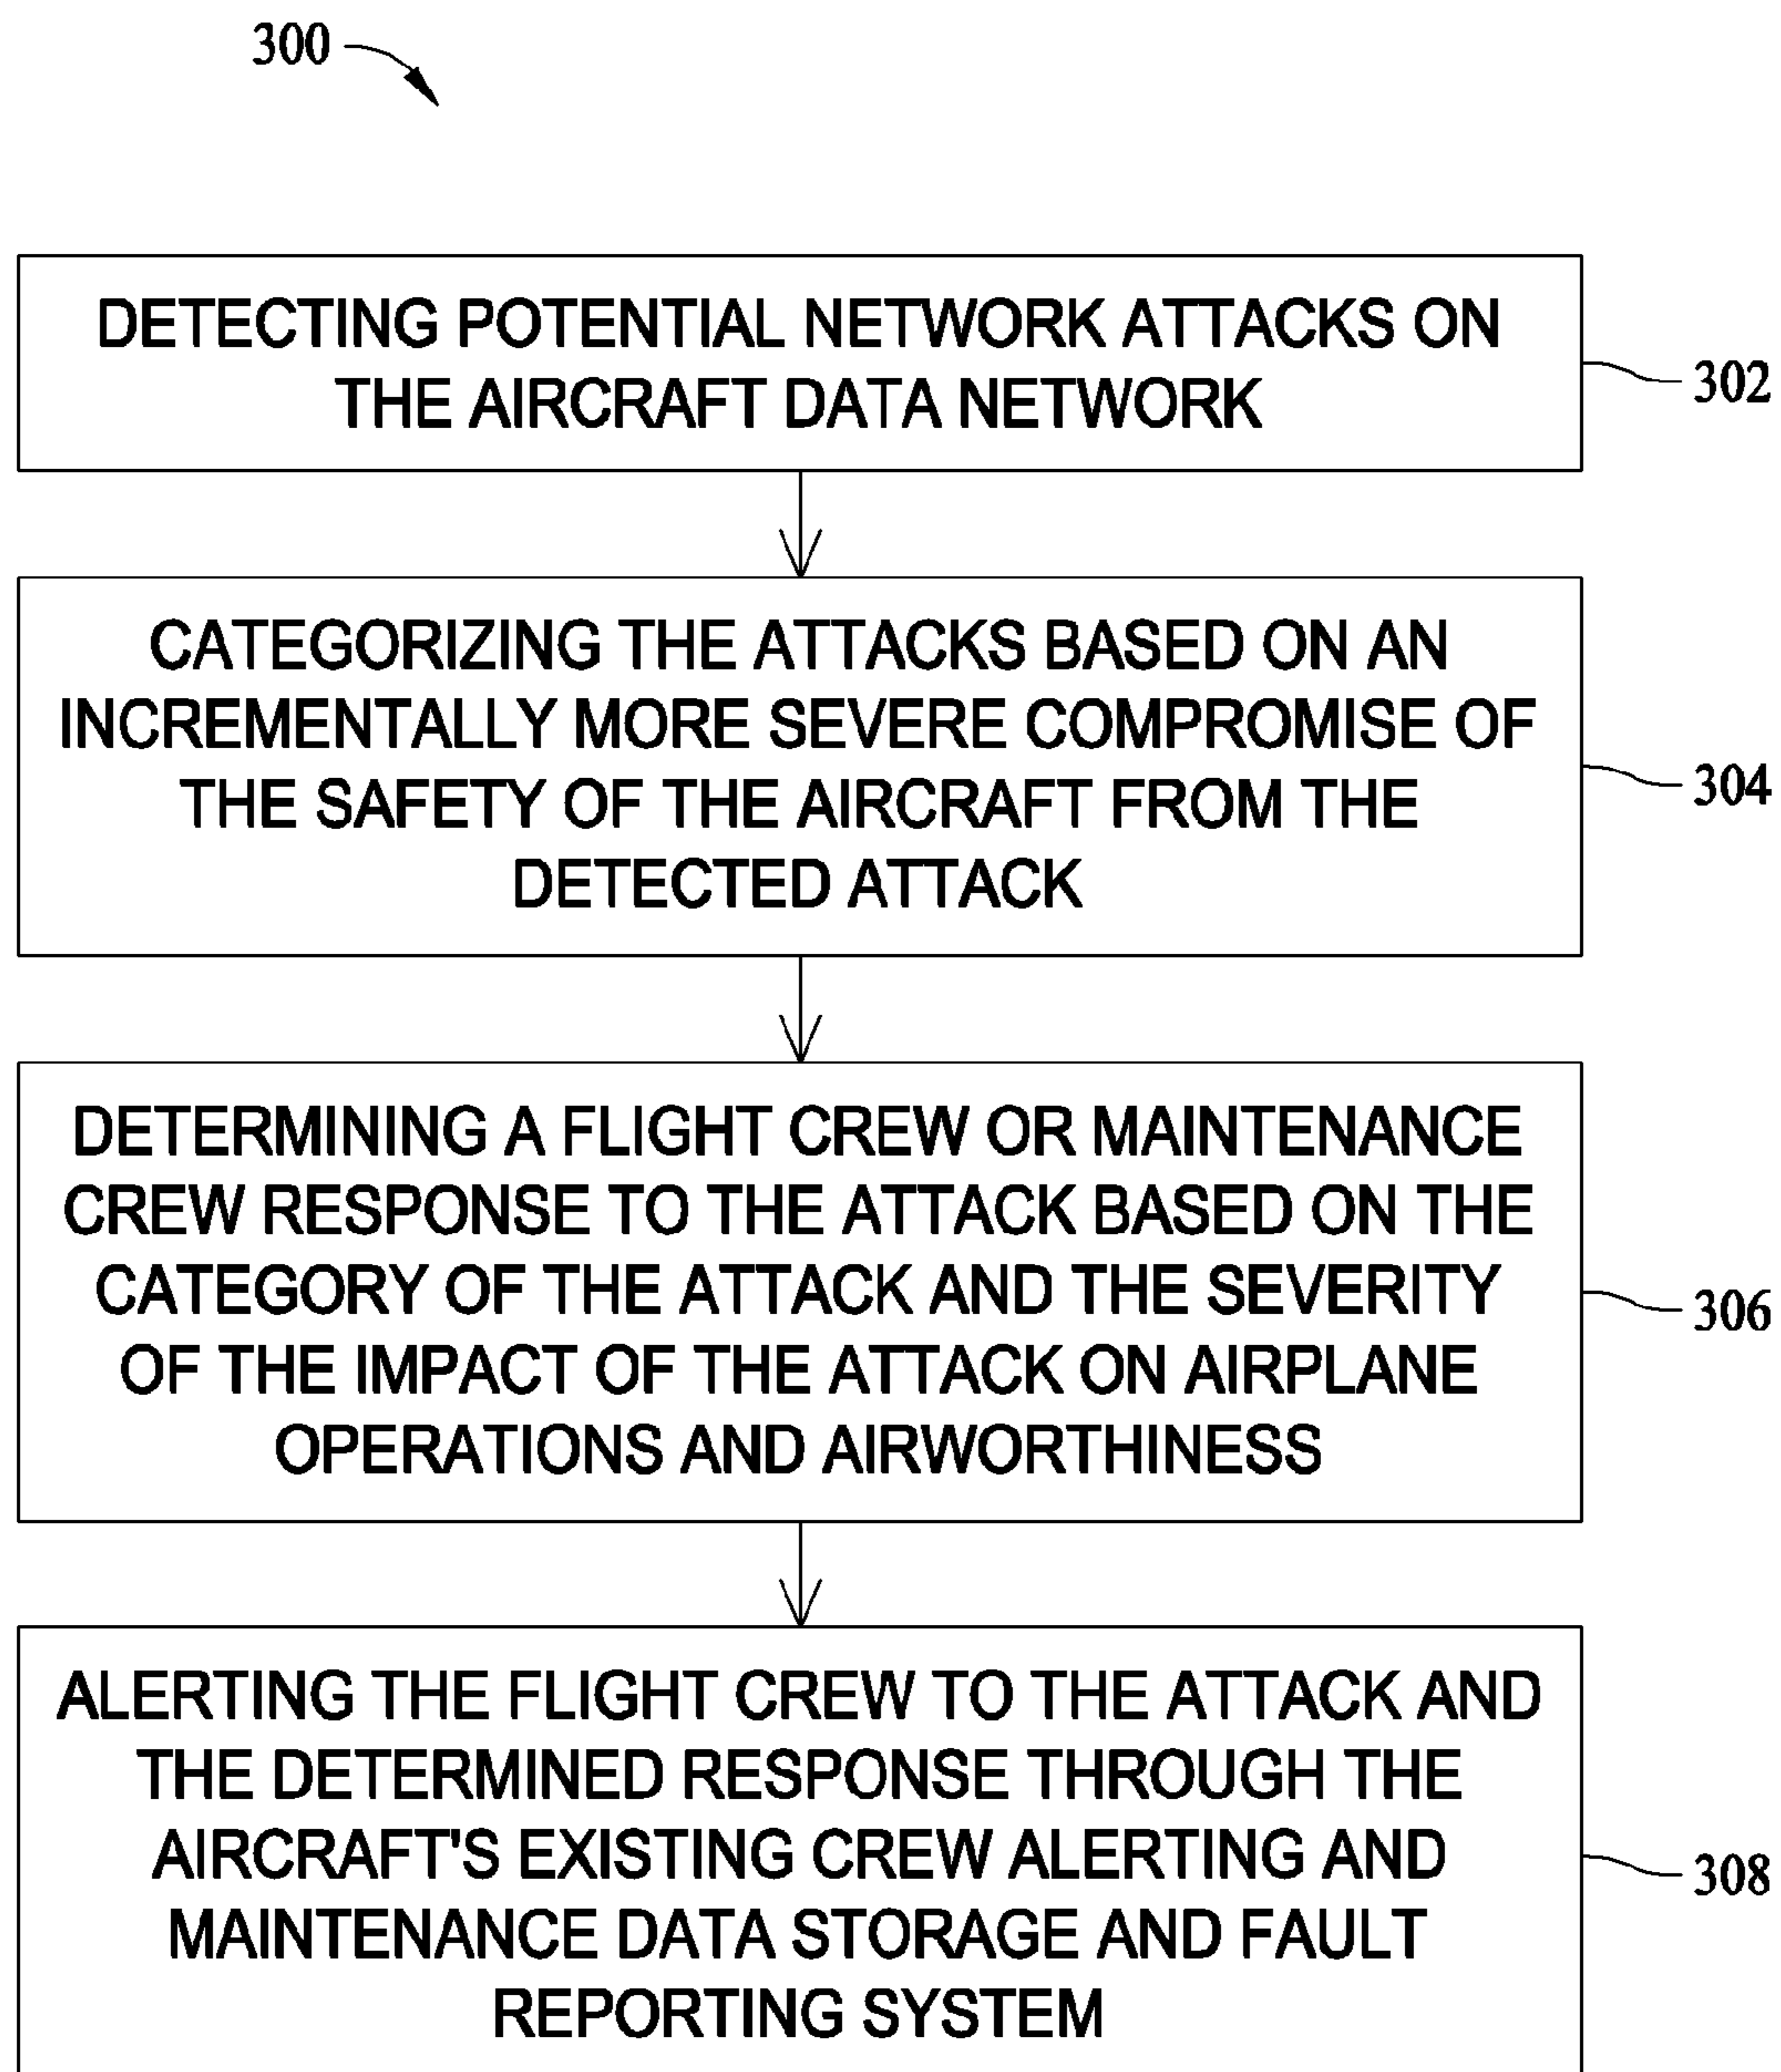 300
DETECTING POTENTIAL NETWORK ATTACKS ON
THE AIRCRAFT DATA NETWORK
302
CATEGORIZING THE ATTACKS BASED ON AN
INCREMENTALLY MORE SEVERE COMPROMISE OF
THE SAFETY OF THE AIRCRAFT FROM THE
DETECTED ATTACK
304
DETERMINING A FLIGHT CREW OR MAINTENANCE
CREW RESPONSE TO THE ATTACK BASED ON THE
CATEGORY OF THE ATTACK AND THE SEVERITY
OF THE IMPACT OF THE ATTACK ON AIRPLANE
OPERATIONS AND AIRWORTHINESS
306
ALERTING THE FLIGHT CREW TO THE ATTACK AND
THE DETERMINED RESPONSE THROUGH THE
AIRCRAFT'S EXISTING CREW ALERTING AND
MAINTENANCE DATA STORAGE AND FAULT
REPORTING SYSTEM
308